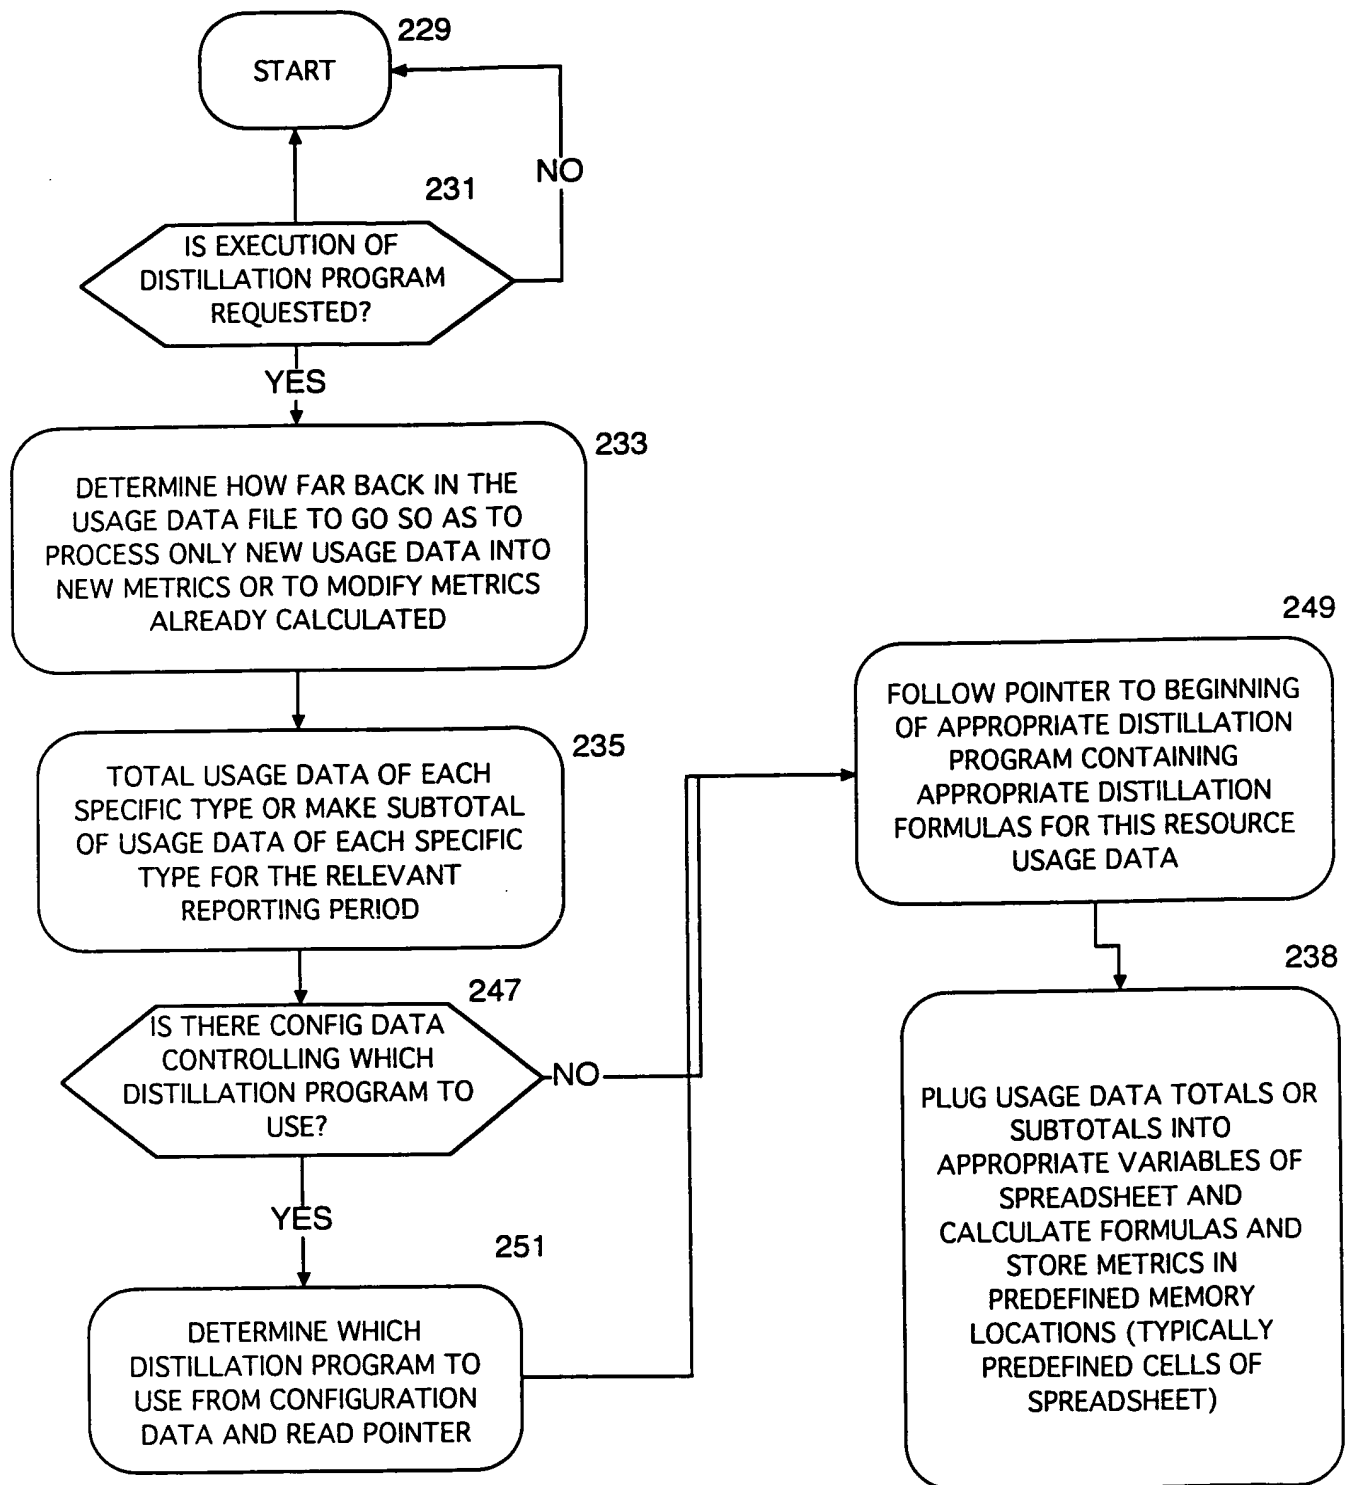 229
START
NO
231
IS EXECUTION OF
DISTILLATION PROGRAM
REQUESTED?
YES
233
DETERMINE HOW FAR BACK IN THE
USAGE DATA FILE TO GO SO AS TO
PROCESS ONLY NEW USAGE DATA INTO
NEW METRICS OR TO MODIFY METRICS
ALREADY CALCULATED
235
TOTAL USAGE DATA OF EACH
SPECIFIC TYPE OR MAKE SUBTOTAL
OF USAGE DATA OF EACH SPECIFIC
TYPE FOR THE RELEVANT
REPORTING PERIOD
247
IS THERE CONFIG DATA
CONTROLLING WHICH
DISTILLATION PROGRAM TO
USE?
NO
YES
251
DETERMINE WHICH
DISTILLATION PROGRAM TO
USE FROM CONFIGURATION
DATA AND READ POINTER
249
FOLLOW POINTER TO BEGINNING
OF APPROPRIATE DISTILLATION
PROGRAM CONTAINING
APPROPRIATE DISTILLATION
FORMULAS FOR THIS RESOURCE
USAGE DATA
238
PLUG USAGE DATA TOTALS OR
SUBTOTALS INTO
APPROPRIATE VARIABLES OF
SPREADSHEET AND
CALCULATE FORMULAS AND
STORE METRICS IN
PREDEFINED MEMORY
LOCATIONS (TYPICALLY
PREDEFINED CELLS OF
SPREADSHEET)